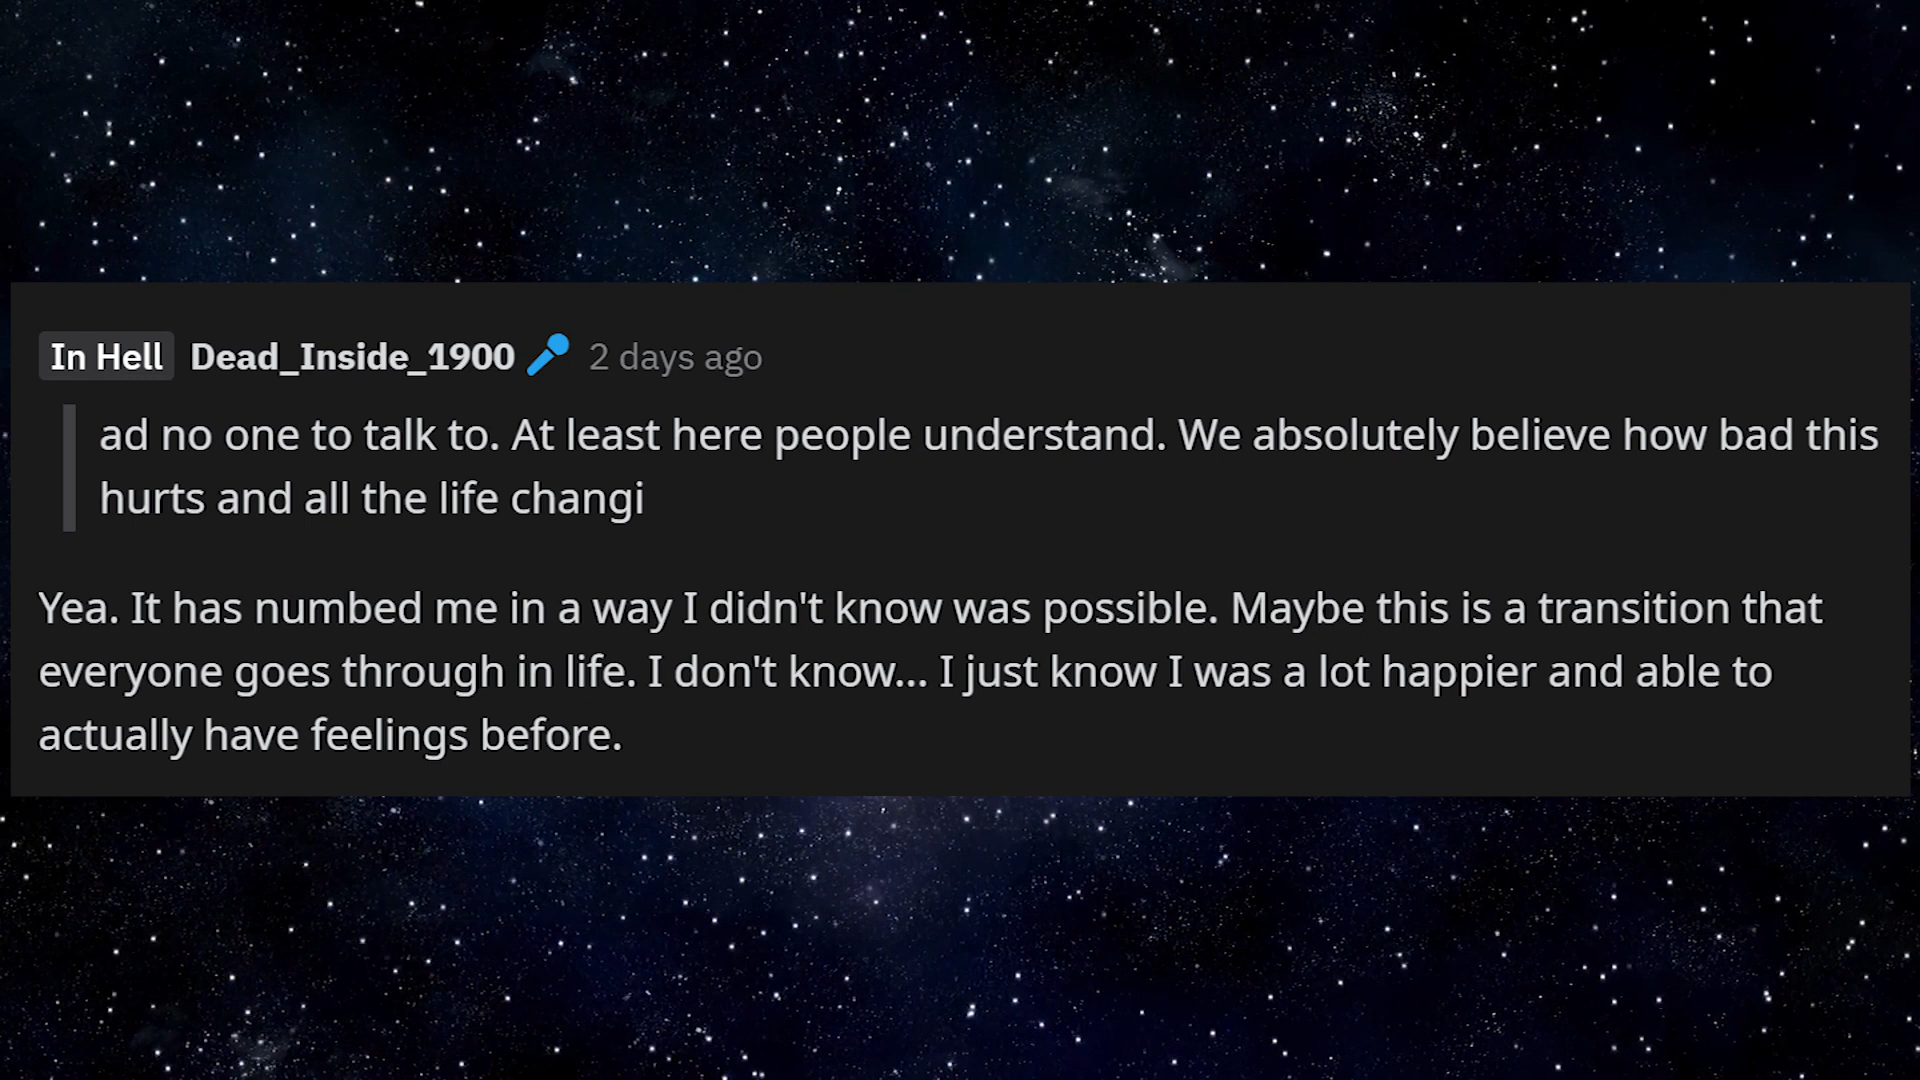 In Hell Dead_Inside_1900 2 days ago
ad no one to talk to. At least here people understand. We absolutely believe how bad this
hurts and all the life changi
Yea. It has numbed me in a way I didn't know was possible. Maybe this is a transition that
everyone goes through in life. I don't know... I just know I was a lot happier and able to
actually have feelings before.